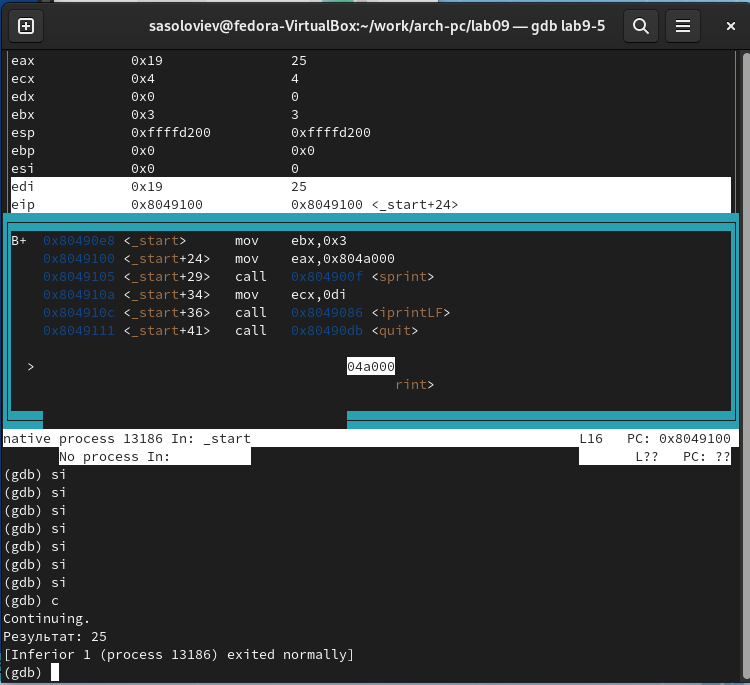 sasoloviev@fedora-VirtualBox:~/work/arch-pc/lab09 — gdb lab9-5
eax 0x19 25
ecx 0x4 4
edx 0x0 0
ebx 0x3 3
esp 0xffffd200 0xffffd200
ebp 0x0 0x0
esi 0x0 0
edi 0x19 25
eip 0x8049100 0x8049100 <_start+24>
B+ 0x80490e8 <_start> mov ebx,0x3
0x8049100 <_start+24> mov eax,0x804a000
0x8049105 <_start+29> call 0x804900f <sprint>
0x804910a <_start+34> mov ecx,0di
0x804910c <_start+36> call 0x8049086 <iprintLF>
0x8049111 <_start+41> call 0x80490db <quit>
> 04a000
rint>
native process 13186 In: _start L16 PC: 0x8049100
No process In: L?? PC: ??
(gdb) si
(gdb) si
(gdb) si
(gdb) si
(gdb) si
(gdb) si
(gdb) si
(gdb) c
Continuing.
Результат: 25
[Inferior 1 (process 13186) exited normally]
(gdb)